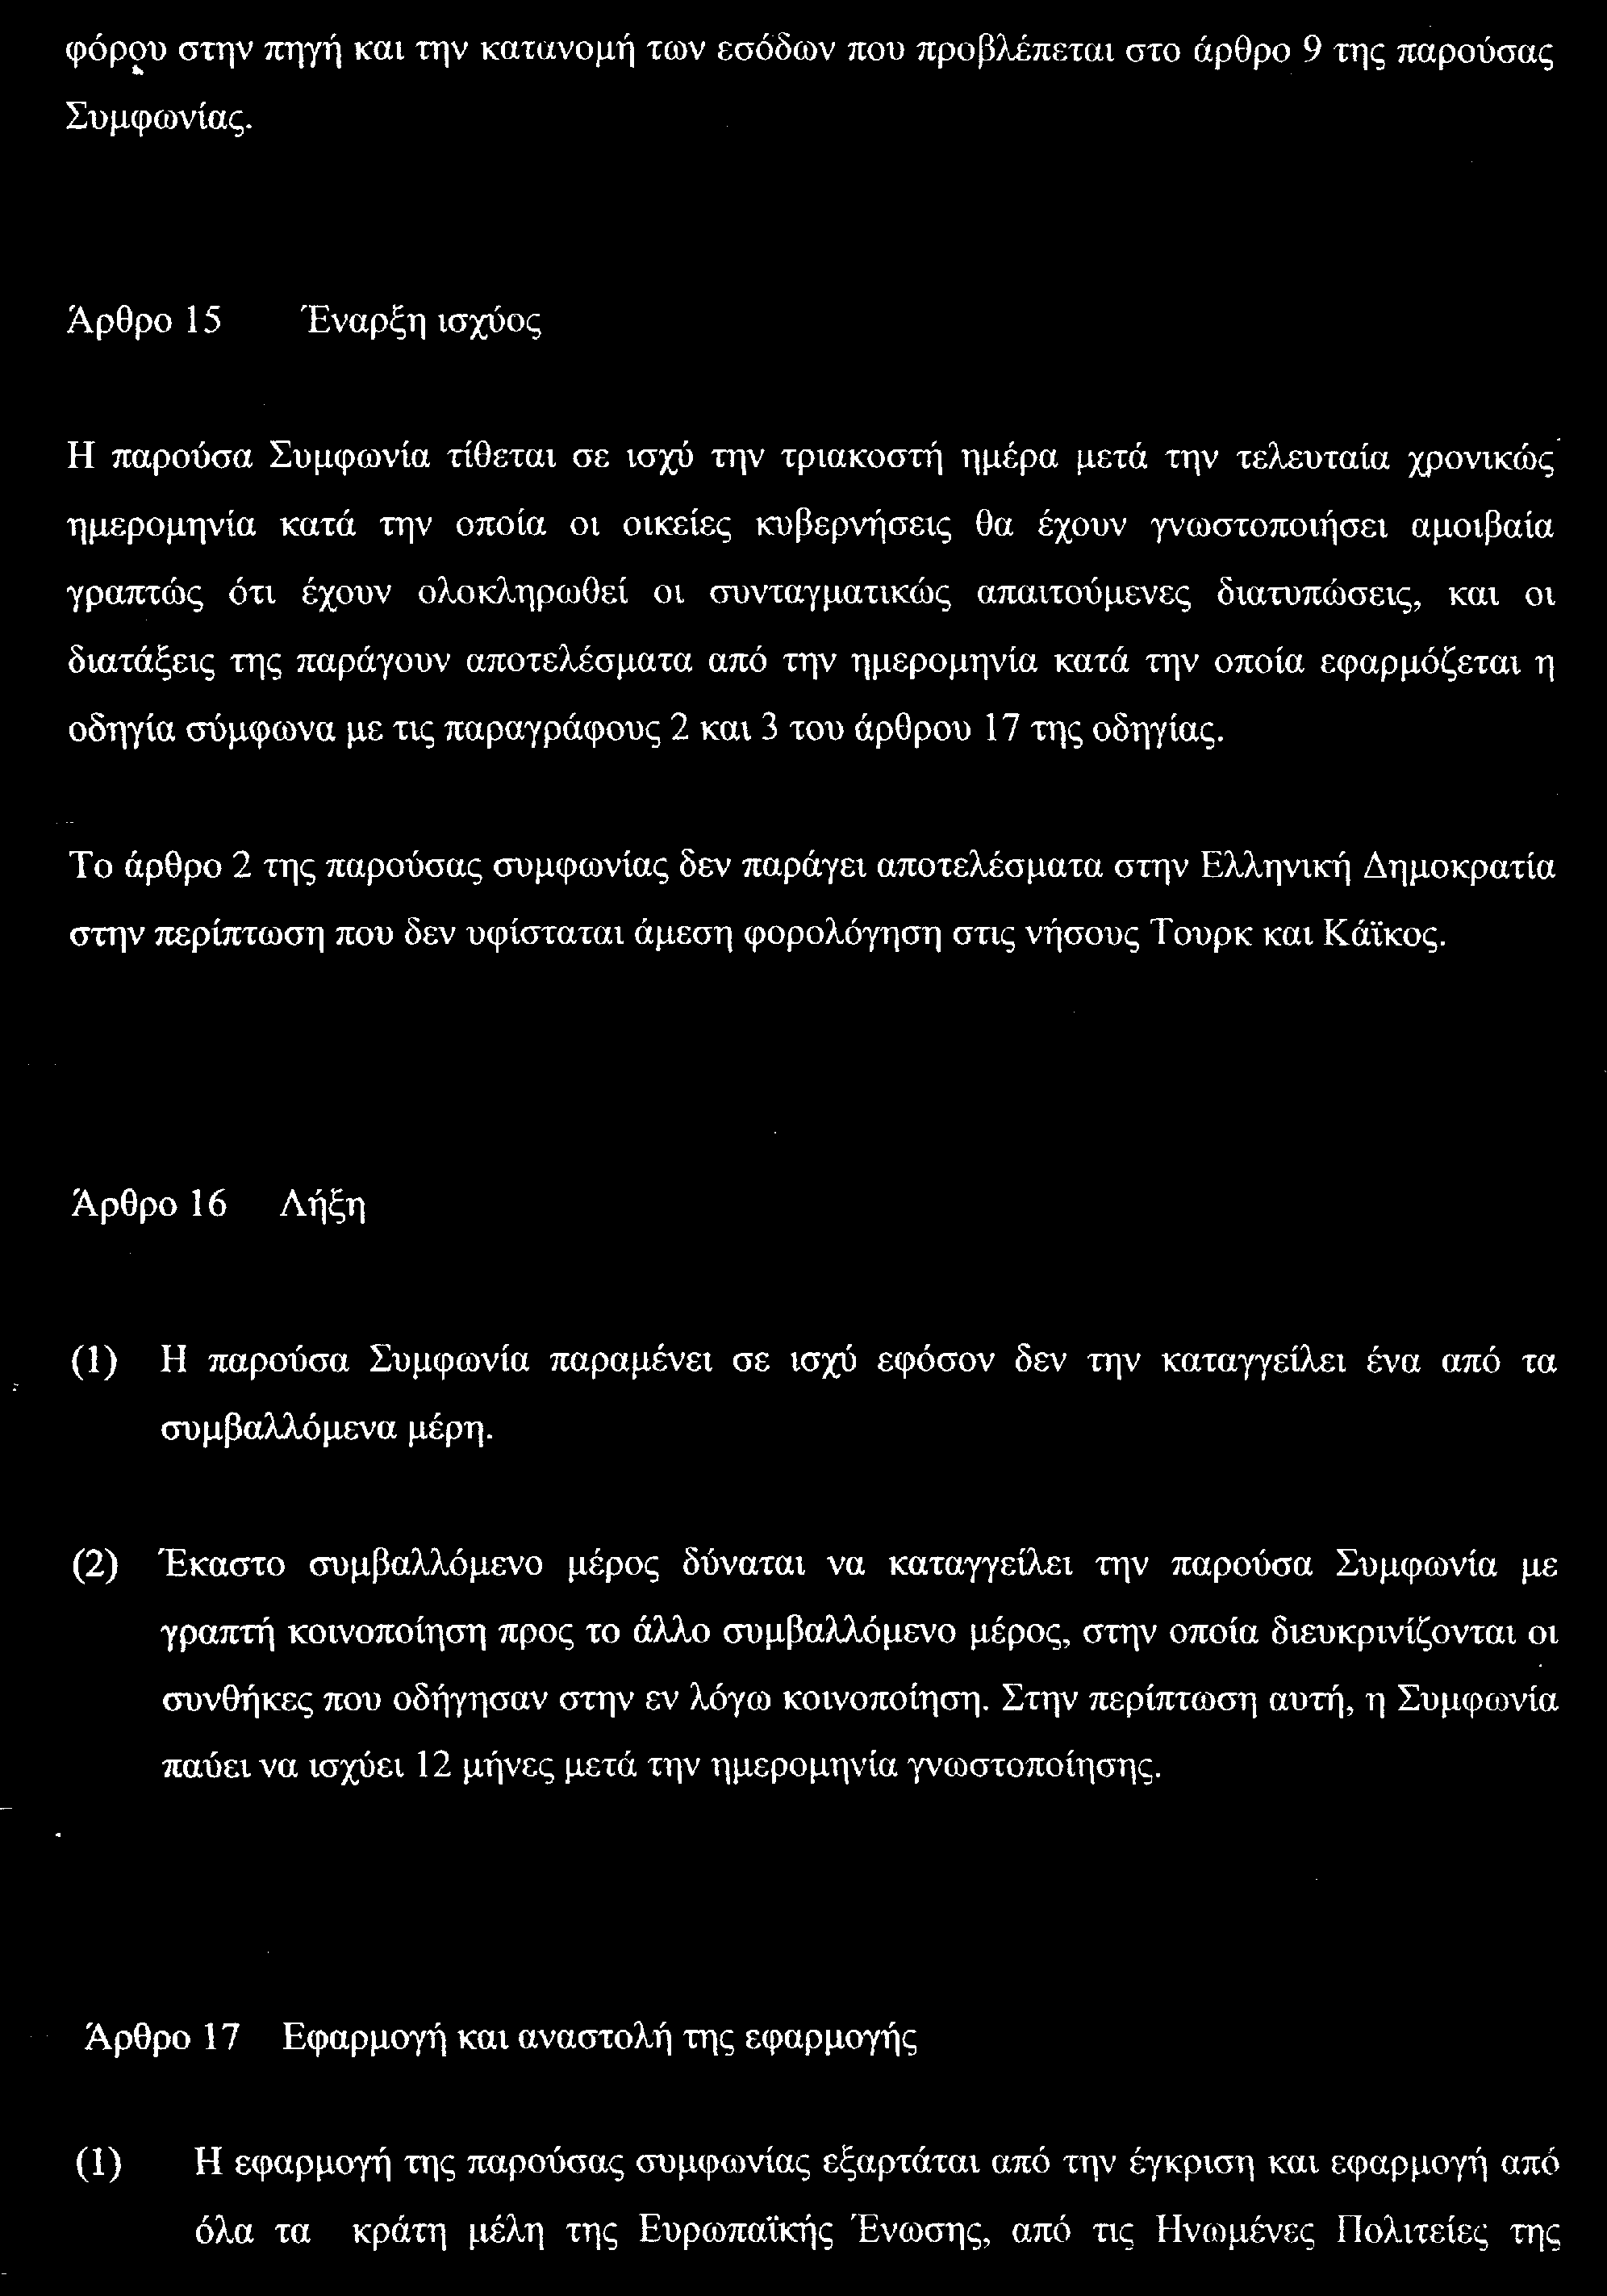 φόρου στην πηγή και την κατανομή των εσόδων που προβλέπεται στο άρθρο 9 της παρούσας
Συμφωνίας.
Άρθρο 15 Έναρξη ισχύος
Η παρούσα Συμφωνία τίθεται σε ισχύ την τριακοστή ημέρα μετά την τελευταία χρονικώς
ημερομηνία κατά την οποία οι οικείες κυβερνήσεις θα έχουν γνωστοποιήσει αμοιβαία
γραπτώς ότι έχουν ολοκληρωθεί οι συνταγματικώς απαιτούμενες διατυπώσεις, και οι
διατάξεις της παράγουν αποτελέσματα από την ημερομηνία κατά την οποία εφαρμόζεται η
οδηγία σύμφωνα με τις παραγράφους 2 και 3 του άρθρου 17 της οδηγίας.
Το άρθρο 2 της παρούσας συμφωνίας δεν παράγει αποτελέσματα στην Ελληνική Δημοκρατία
στην περίπτωση που δεν υφίσταται άμεση φορολόγηση στις νήσους Τουρκ και Κάϊκος.
Άρθρο 16 Λήξη
(1) Η παρούσα Συμφωνία παραμένει σε ισχύ εφόσον δεν την καταγγείλει ένα από τα
συμβαλλόμενα μέρη.
(2) Έκαστο συμβαλλόμενο μέρος δύναται να καταγγείλει την παρούσα Συμφωνία με
γραπτή κοινοποίηση προς το άλλο συμβαλλόμενο μέρος, στην οποία διευκρινίζονται οι
συνθήκες που οδήγησαν στην εν λόγω κοινοποίηση. Στην περίπτωση αυτή, η Συμφωνία
παύει να ισχύει 12 μήνες μετά την ημερομηνία γνωστοποίησης.
Άρθρο 17 Εφαρμογή και αναστολή της εφαρμογής
(1) Η εφαρμογή της παρούσας συμφωνίας εξαρτάται από την έγκριση και εφαρμογή από
όλα τα κράτη μέλη της Ευρωπαϊκής Ένωσης, από τις Ηνωμένες Πολιτείες της